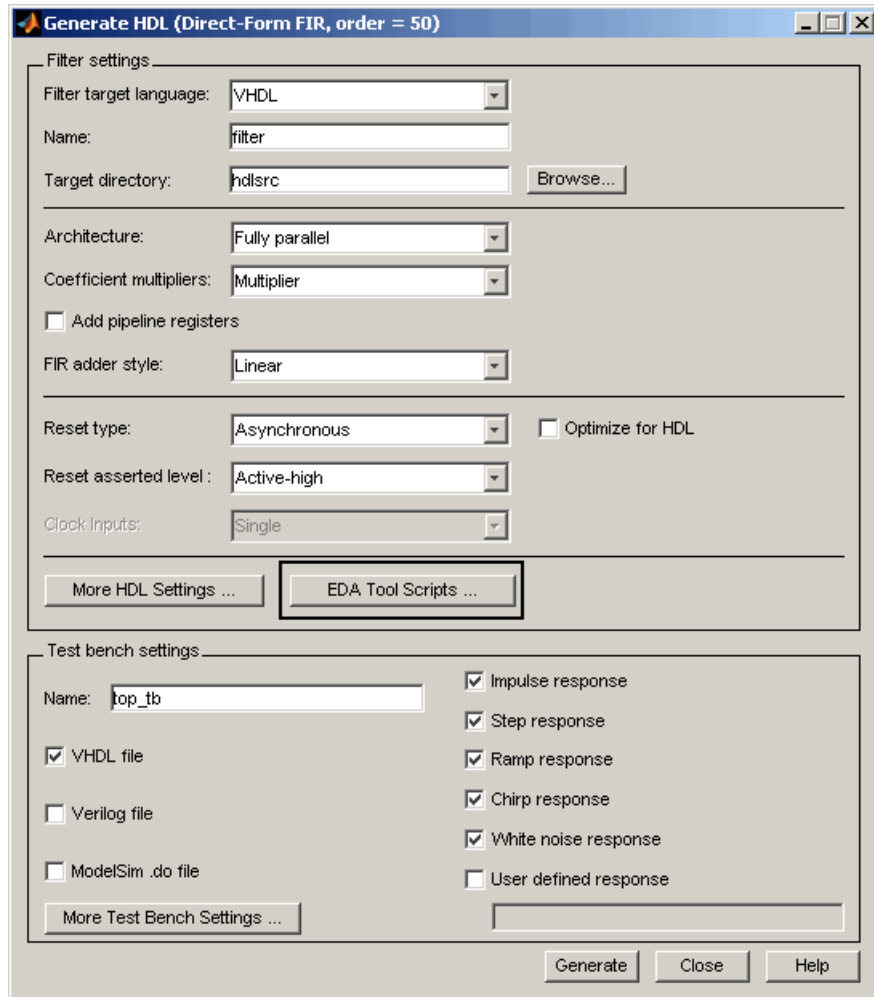 Generate HDL (Direct-Form FIR, order = 50)
Filter settings
Filter target language: VHDL
Name: filter
Target directory: hdlsrc Browse...
Architecture: Fully parallel
Coefficient multipliers: Multiplier
Add pipeline registers
FIR adder style: Linear
Reset type: Asynchronous Optimize for HDL
Reset asserted level : Active-high
Clock Inputs: Single
More HDL Settings ... EDA Tool Scripts ...
Test bench settings
Name: top_tb
VHDL file
Verilog file
ModelSim .do file
More Test Bench Settings ...
Impulse response
Step response
Ramp response
Chirp response
White noise response
User defined response
Generate Close Help